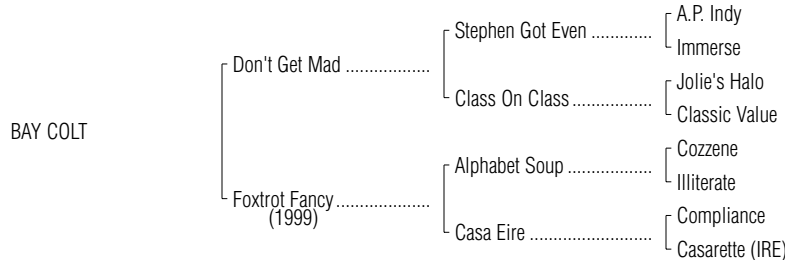 A.P. Indy
Stephen Got Even .............
Immerse
Don't Get Mad ..................
Jolie's Halo
Class On Class .................
Classic Value
BAY COLT
Cozzene
Alphabet Soup .................
Illiterate
Foxtrot Fancy ....................
(1999)
Compliance
Casa Eire ..........................
Casarette (IRE)